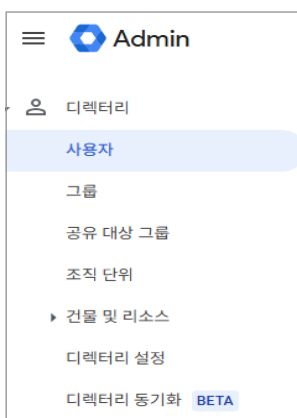 Admin
디렉터리
사용자
그룹
공유 대상 그룹
조직 단위
건물 및 리소스
디렉터리 설정
디렉터리 동기화 BETA